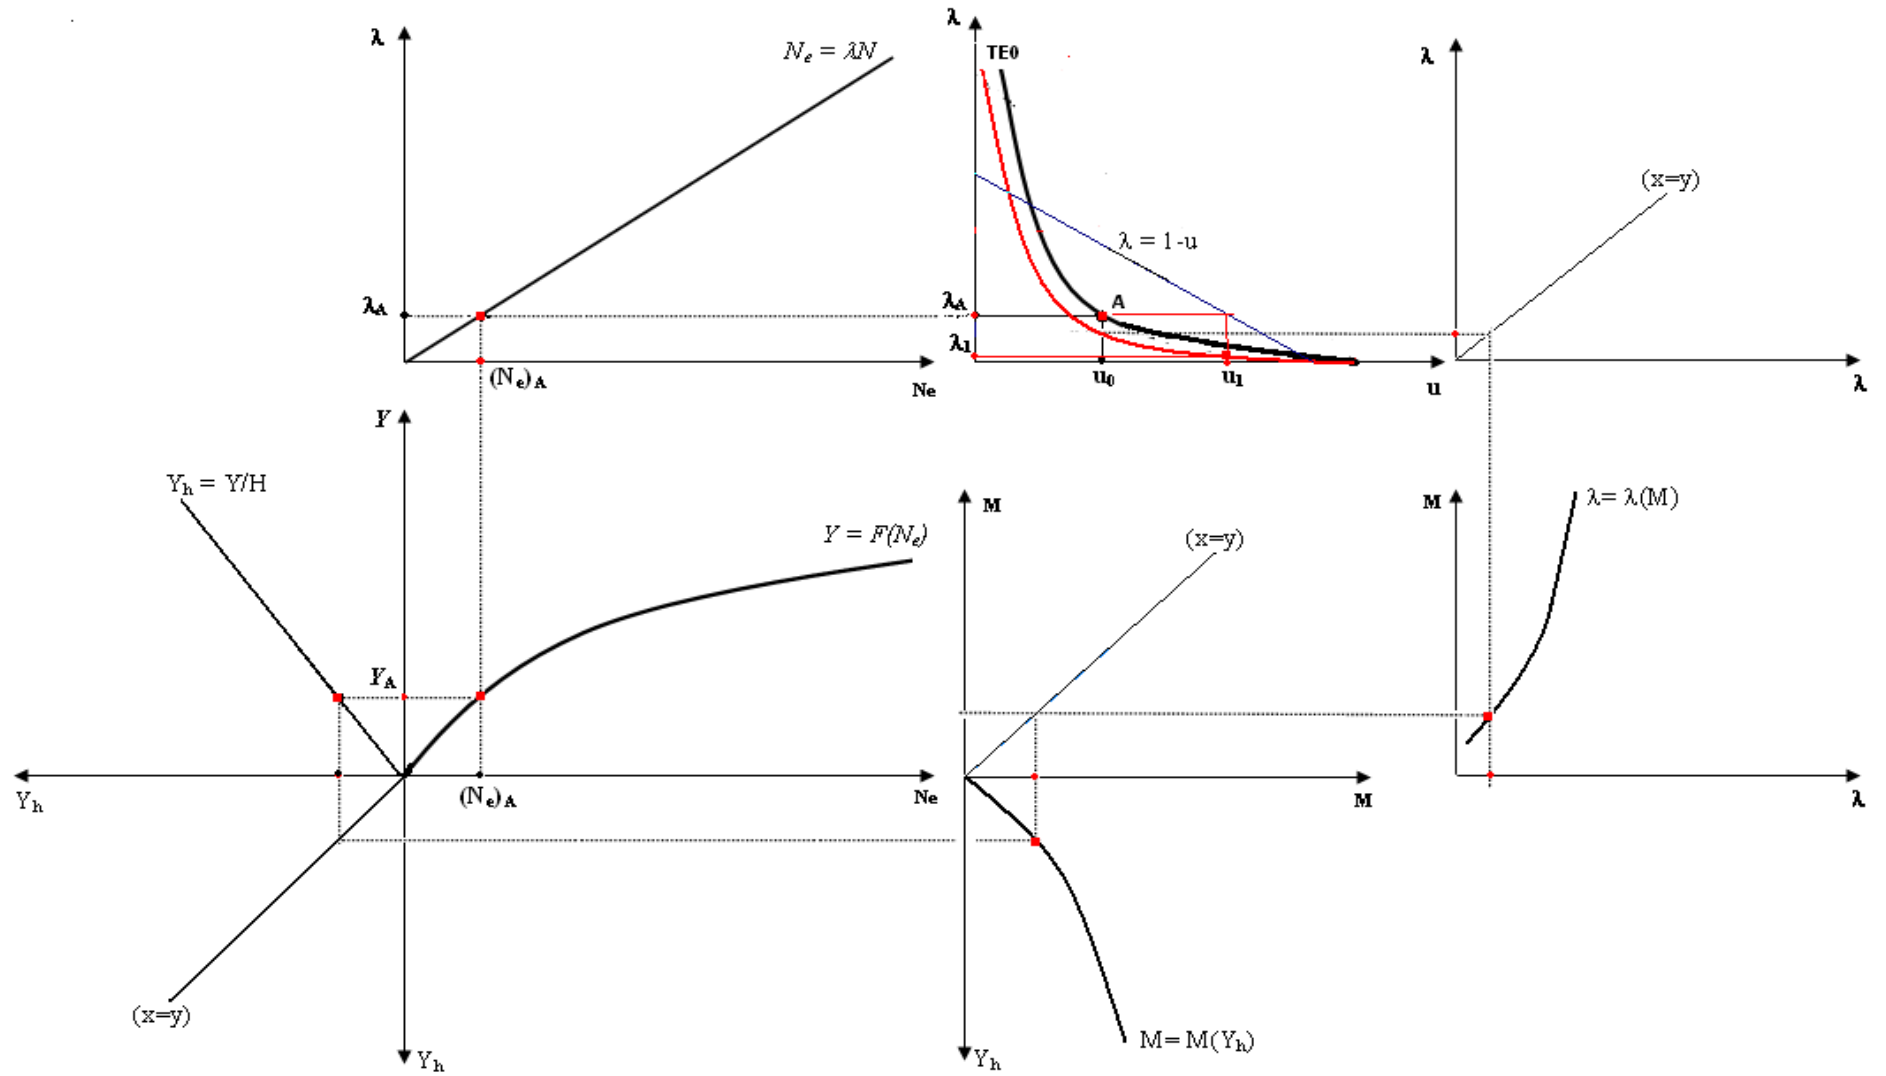 λ
Nₑ = λN
λA
(Nₑ)A
Ne
λ
TE0
λ = 1-u
A
λA
λ1
u0
u1
u
λ
(x=y)
λ
Y
Yh = Y/H
Y = F(Nₑ)
YA
Yh
(Nₑ)A
Ne
(x=y)
Yh
M
(x=y)
M
M= M(Yh)
Yh
M
λ= λ(M)
λ